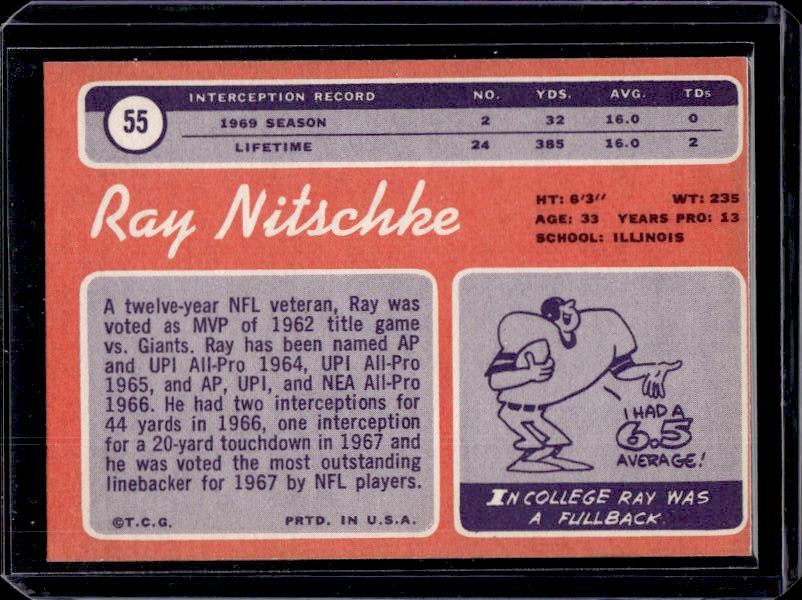 55
INTERCEPTION RECORD NO. YDS. AVG. TDs
1969 SEASON 2 32 16.0 0
LIFETIME 24 385 16.0 2
Ray Nitschke
HT: 6'3" WT: 235
AGE: 33 YEARS PRO: 13
SCHOOL: ILLINOIS
A twelve-year NFL veteran, Ray was
voted as MVP of 1962 title game
vs. Giants. Ray has been named AP
and UPI All-Pro 1964, UPI All-Pro
1965, and AP, UPI, and NEA All-Pro
1966. He had two interceptions for
44 yards in 1966, one interception
for a 20-yard touchdown in 1967 and
he was voted the most outstanding
linebacker for 1967 by NFL players.
©T.C.G. PRTD. IN U.S.A.
I HAD A
6.5
AVERAGE!
IN COLLEGE RAY WAS
A FULLBACK.